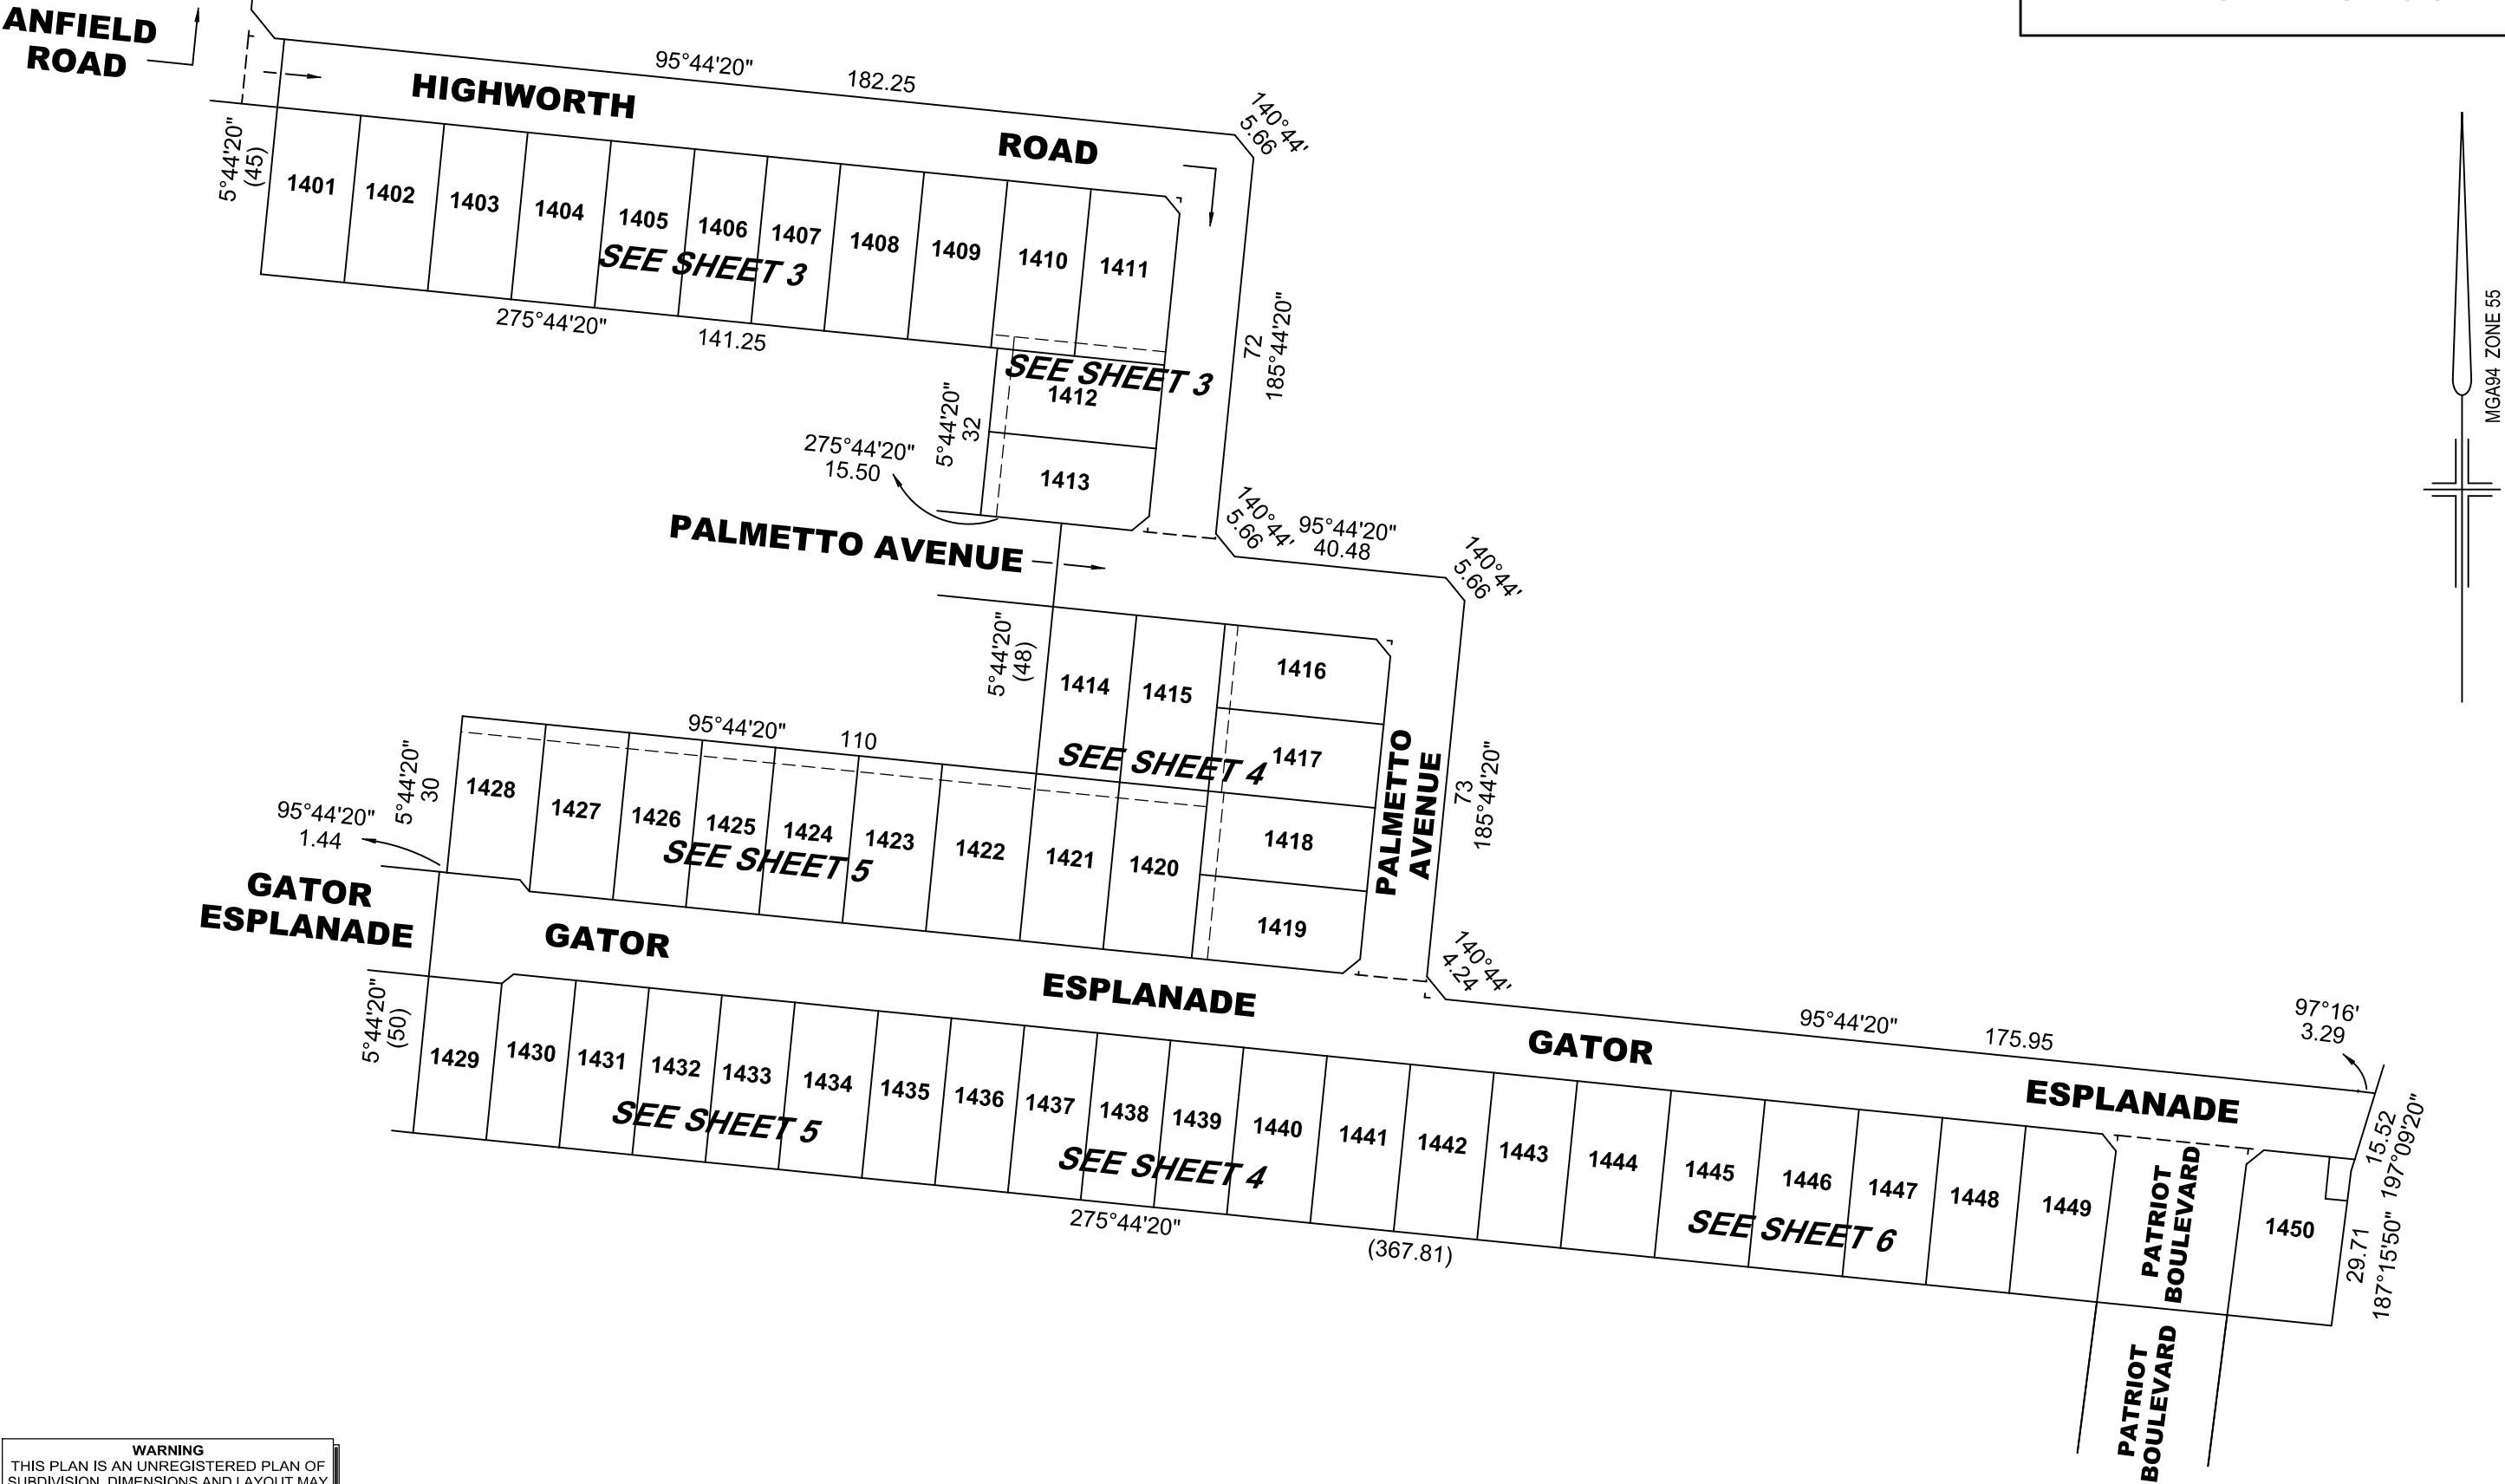 ANFIELD
ROAD
95°44'20" 182.25
HIGHWORTH
ROAD
140°44'
5.66
5°44'20"
(45)
1401 1402 1403 1404 1405 1406 1407 1408 1409 1410 1411
SEE SHEET 3
275°44'20" 141.25
72
185°44'20"
SEE SHEET 3
1412
5°44'20"
32
275°44'20"
15.50
1413
PALMETTO AVENUE
140°44'
5.66
95°44'20"
40.48
140°44'
5.66
5°44'20"
(48)
1414 1415 1416
1417
SEE SHEET 4
1418
1419
PALMETTO
AVENUE
73
185°44'20"
95°44'20" 110
5°44'20"
30
95°44'20"
1.44
1428 1427 1426 1425 1424 1423 1422 1421 1420
SEE SHEET 5
GATOR
ESPLANADE
GATOR
ESPLANADE
140°44'
4.24
95°44'20" 175.95
97°16'
3.29
GATOR
ESPLANADE
15.52
197°09'20"
5°44'20"
(50)
1429 1430 1431 1432 1433 1434 1435 1436 1437 1438 1439 1440 1441 1442 1443 1444 1445 1446 1447 1448 1449
SEE SHEET 5
SEE SHEET 4
SEE SHEET 6
PATRIOT
BOULEVARD
1450
29.71
187°15'50"
275°44'20" (367.81)
PATRIOT
BOULEVARD
MGA94 ZONE 55
WARNING
THIS PLAN IS AN UNREGISTERED PLAN OF
SUBDIVISION. DIMENSIONS AND LAYOUT MAY